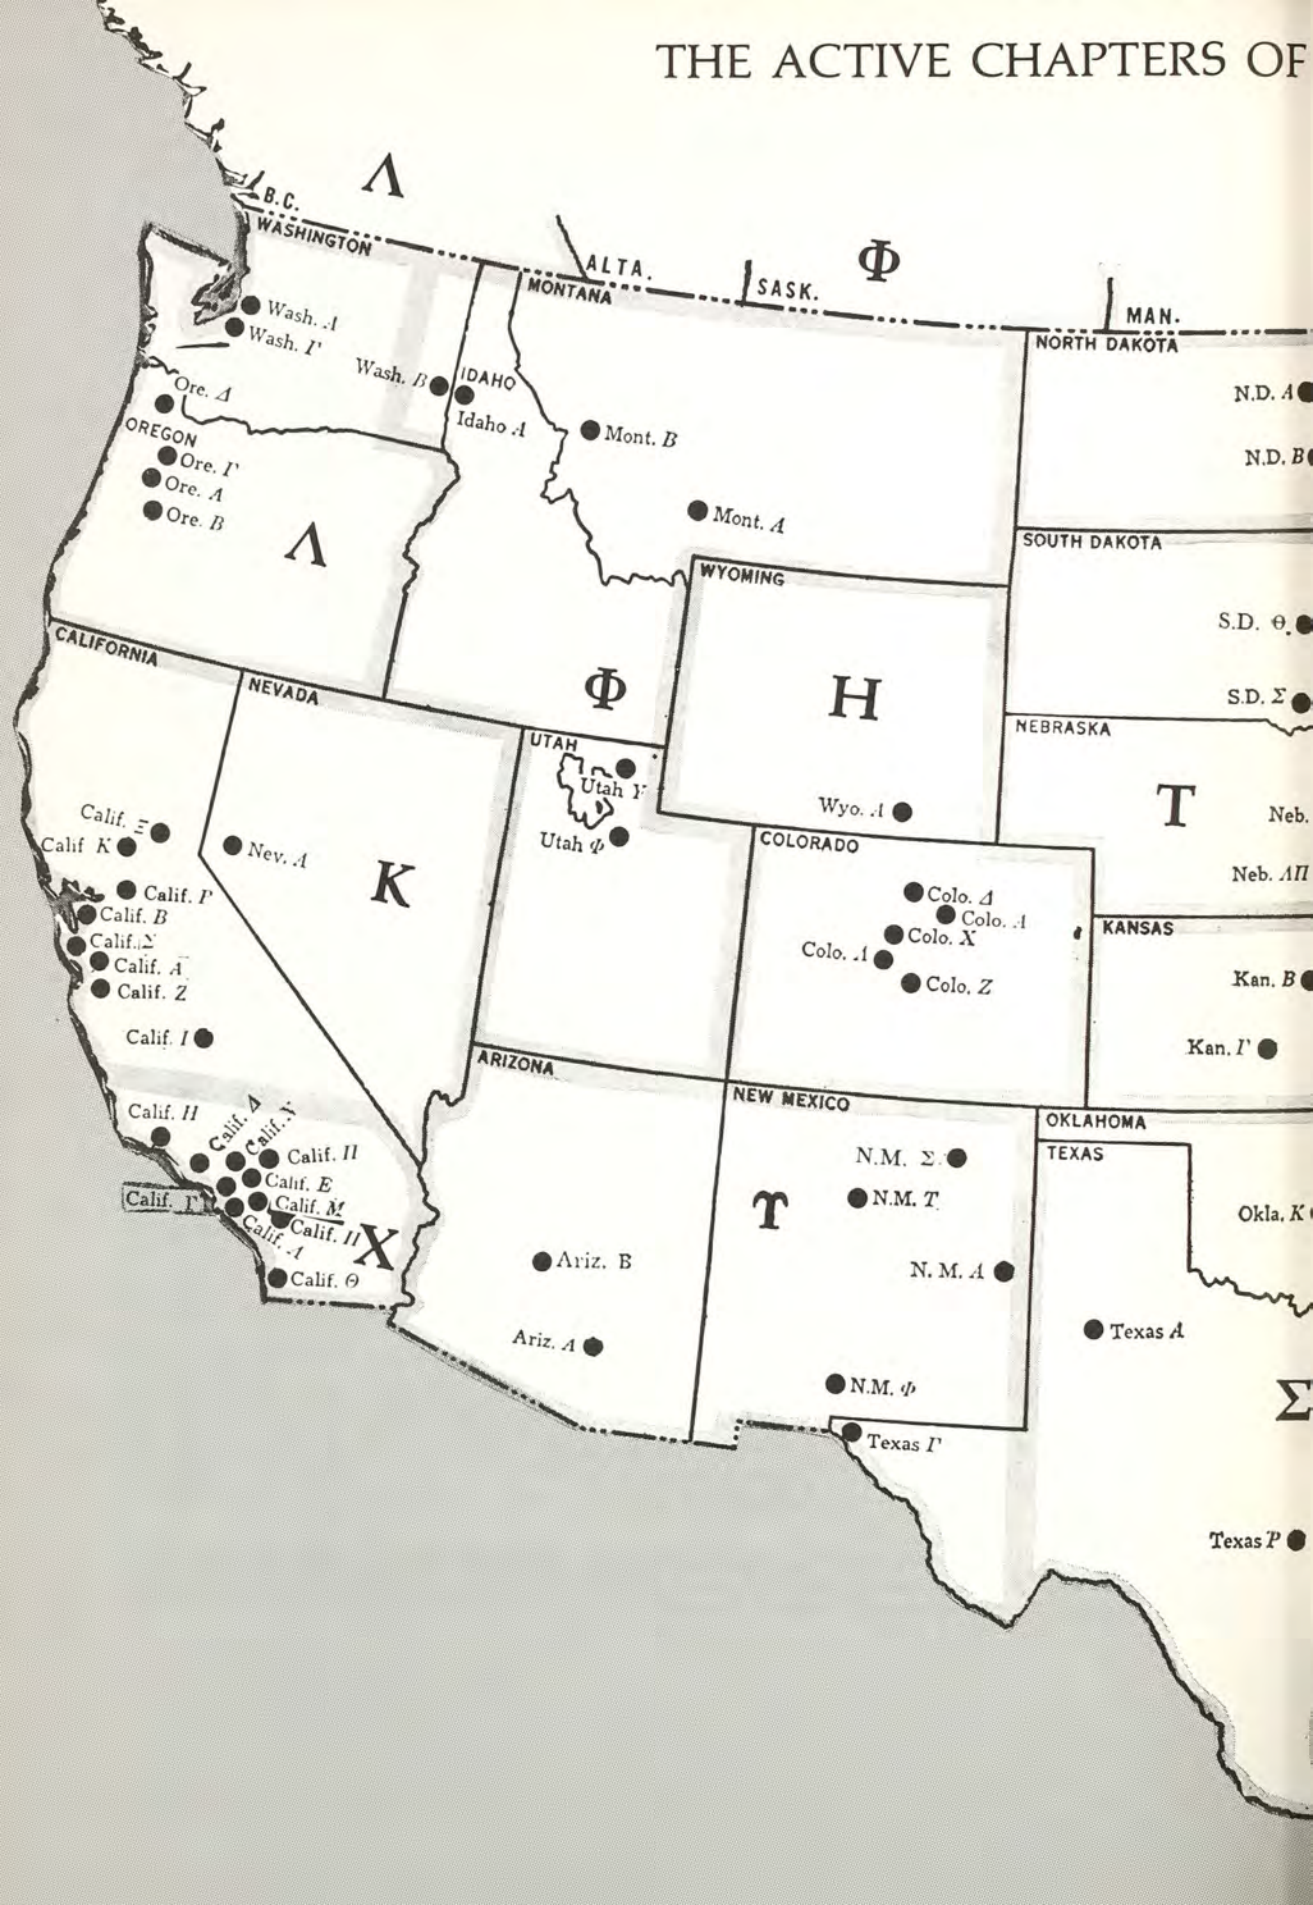 THE ACTIVE CHAPTERS OF
Λ
B.C.
WASHINGTON
ALTA.
Φ
SASK.
MONTANA
MAN.
NORTH DAKOTA
Wash. A
Wash. Γ
Wash. B
IDAHO
Idaho A
N.D. A
Ore. Δ
OREGON
Ore. Γ
Ore. A
Ore. B
Mont. B
N.D. B
Mont. A
SOUTH DAKOTA
Λ
WYOMING
S.D. Θ.
CALIFORNIA
NEVADA
Φ
H
S.D. Σ
NEBRASKA
UTAH
Utah
Utah Φ
Wyo. A
T
Neb.
Calif. Ξ
Calif K
Nev. A
K
COLORADO
Neb. ΔΠ
Calif. P
Calif. B
Calif. Σ
Calif. A
Calif. Z
Colo. Δ
Colo. A
Colo. X
Colo. A
Colo. Z
KANSAS
Kan. B
Calif. I
Kan. Γ
ARIZONA
NEW MEXICO
OKLAHOMA
TEXAS
Calif. H
Calif. Δ
Calif.
Calif. Π
Calif. E
Calif. Γ
Calif. M
Calif. Π
Calif. A
X
Calif. Θ
N.M. Σ
N.M. T
ϒ
Okla. K
Ariz. B
N. M. A
Ariz. A
Texas A
N.M. Φ
Σ
Texas Γ
Texas P